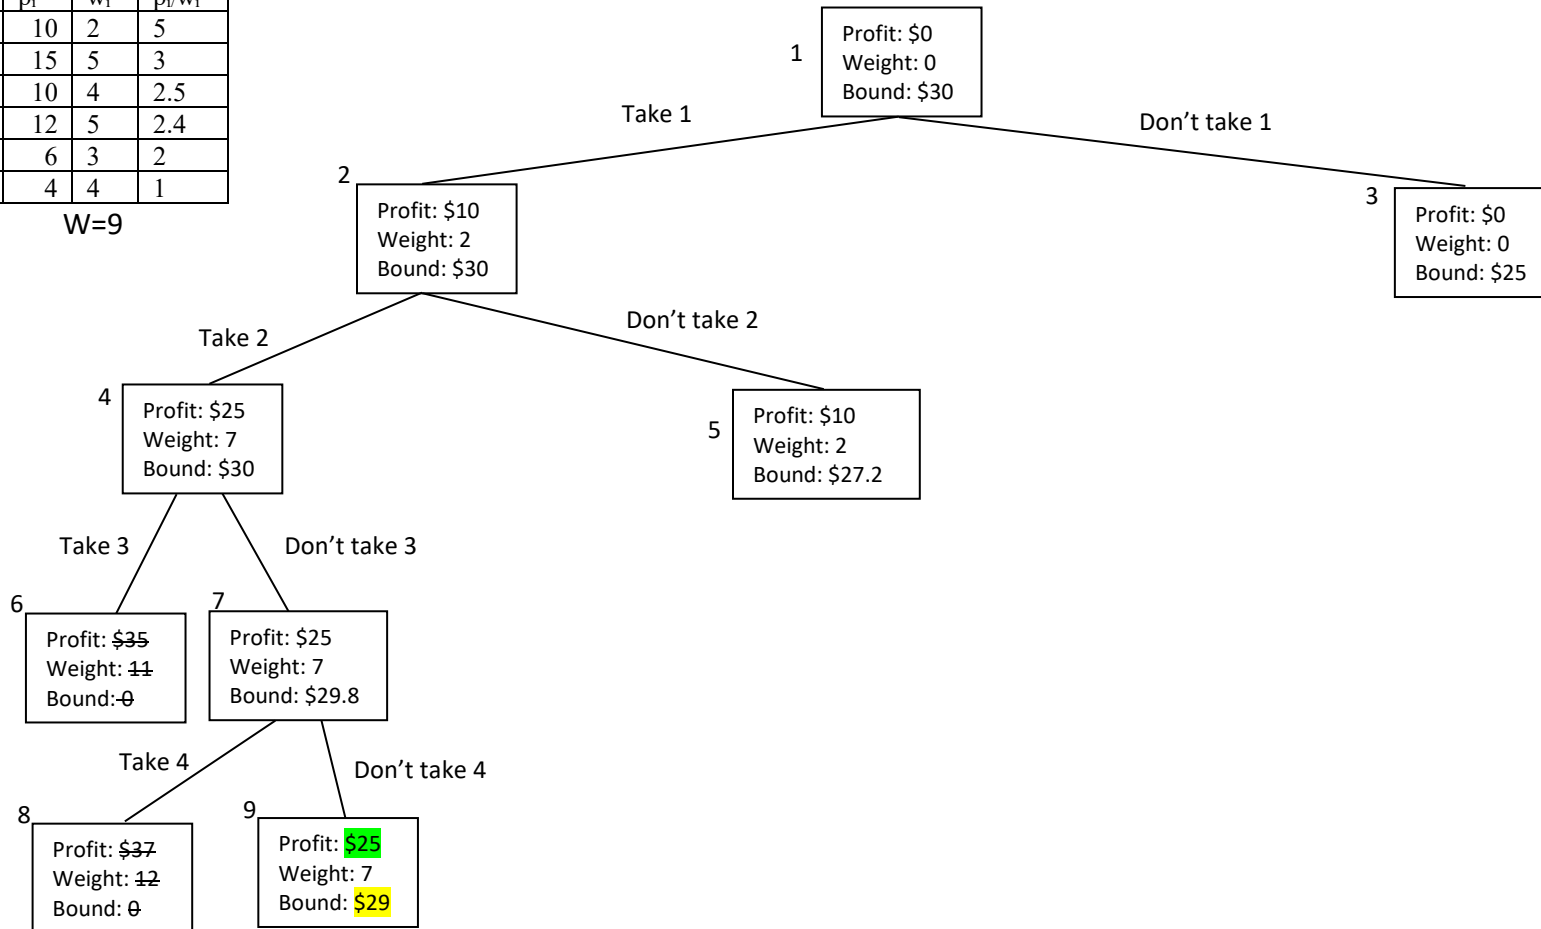 pi wi pi/wi
10 2 5
15 5 3
10 4 2.5
12 5 2.4
6 3 2
4 4 1
W=9
1
Profit: $0
Weight: 0
Bound: $30
Take 1
Don’t take 1
2
Profit: $10
Weight: 2
Bound: $30
3
Profit: $0
Weight: 0
Bound: $25
Take 2
Don’t take 2
4
Profit: $25
Weight: 7
Bound: $30
5
Profit: $10
Weight: 2
Bound: $27.2
Take 3
Don’t take 3
6
Profit: $35
Weight: 11
Bound: 0
7
Profit: $25
Weight: 7
Bound: $29.8
Take 4
Don’t take 4
8
Profit: $37
Weight: 12
Bound: 0
9
Profit: $25
Weight: 7
Bound: $29